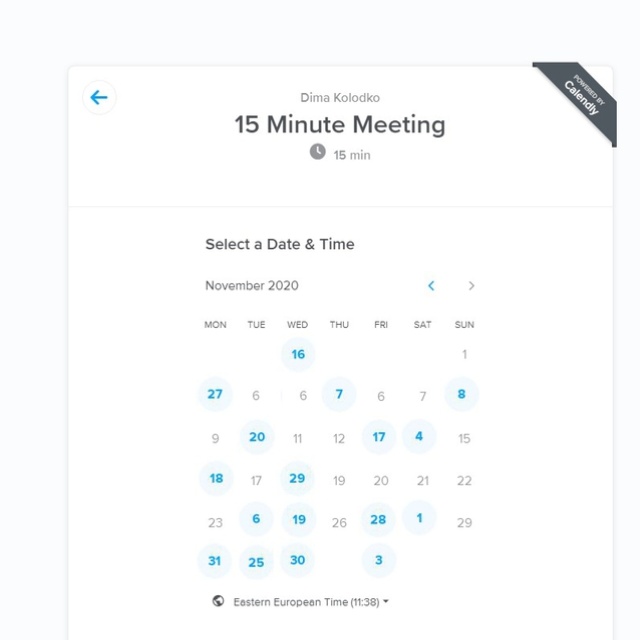 POWERED BY
Calendly
Dima Kolodko
15 Minute Meeting
15 min
Select a Date & Time
November 2020
MON TUE WED THU FRI SAT SUN
16 1
27 6 6 7 6 7 8
9 20 11 12 17 4 15
18 17 29 19 20 21 22
23 6 19 26 28 1 29
31 25 30 3
Eastern European Time (11:38)